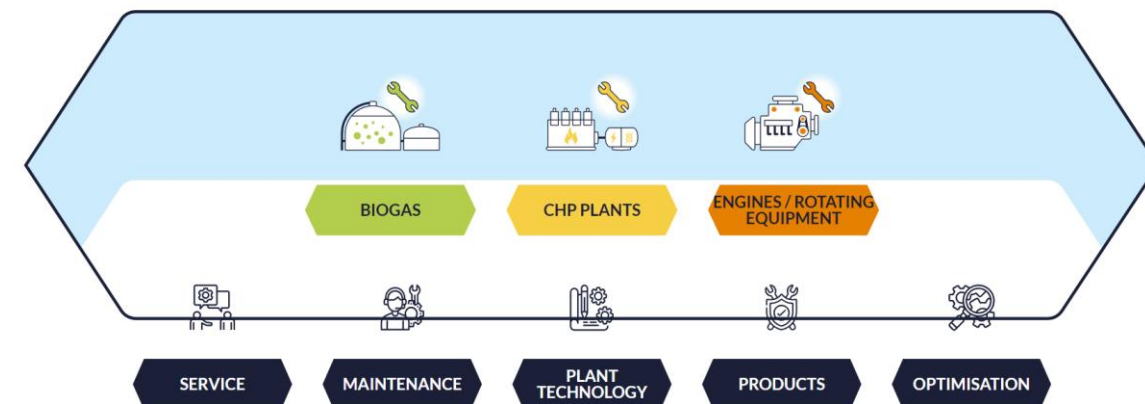 BIOGAS
CHP PLANTS
ENGINES / ROTATING
EQUIPMENT
SERVICE
MAINTENANCE
PLANT
TECHNOLOGY
PRODUCTS
OPTIMISATION